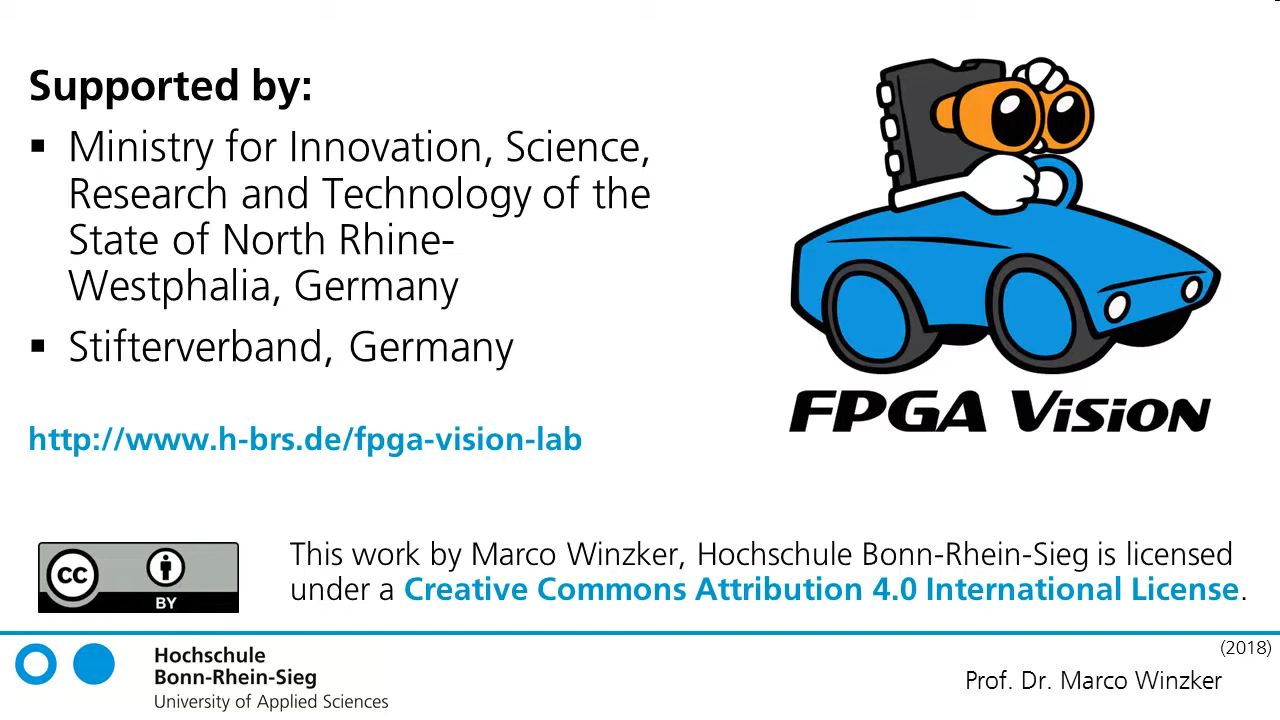 Supported by:
▪ Ministry for Innovation, Science,
Research and Technology of the
State of North Rhine-
Westphalia, Germany
▪ Stifterverband, Germany
http://www.h-brs.de/fpga-vision-lab
FPGA Vision
CC
BY
This work by Marco Winzker, Hochschule Bonn-Rhein-Sieg is licensed
under a Creative Commons Attribution 4.0 International License.
Hochschule
Bonn-Rhein-Sieg
University of Applied Sciences
(2018)
Prof. Dr. Marco Winzker